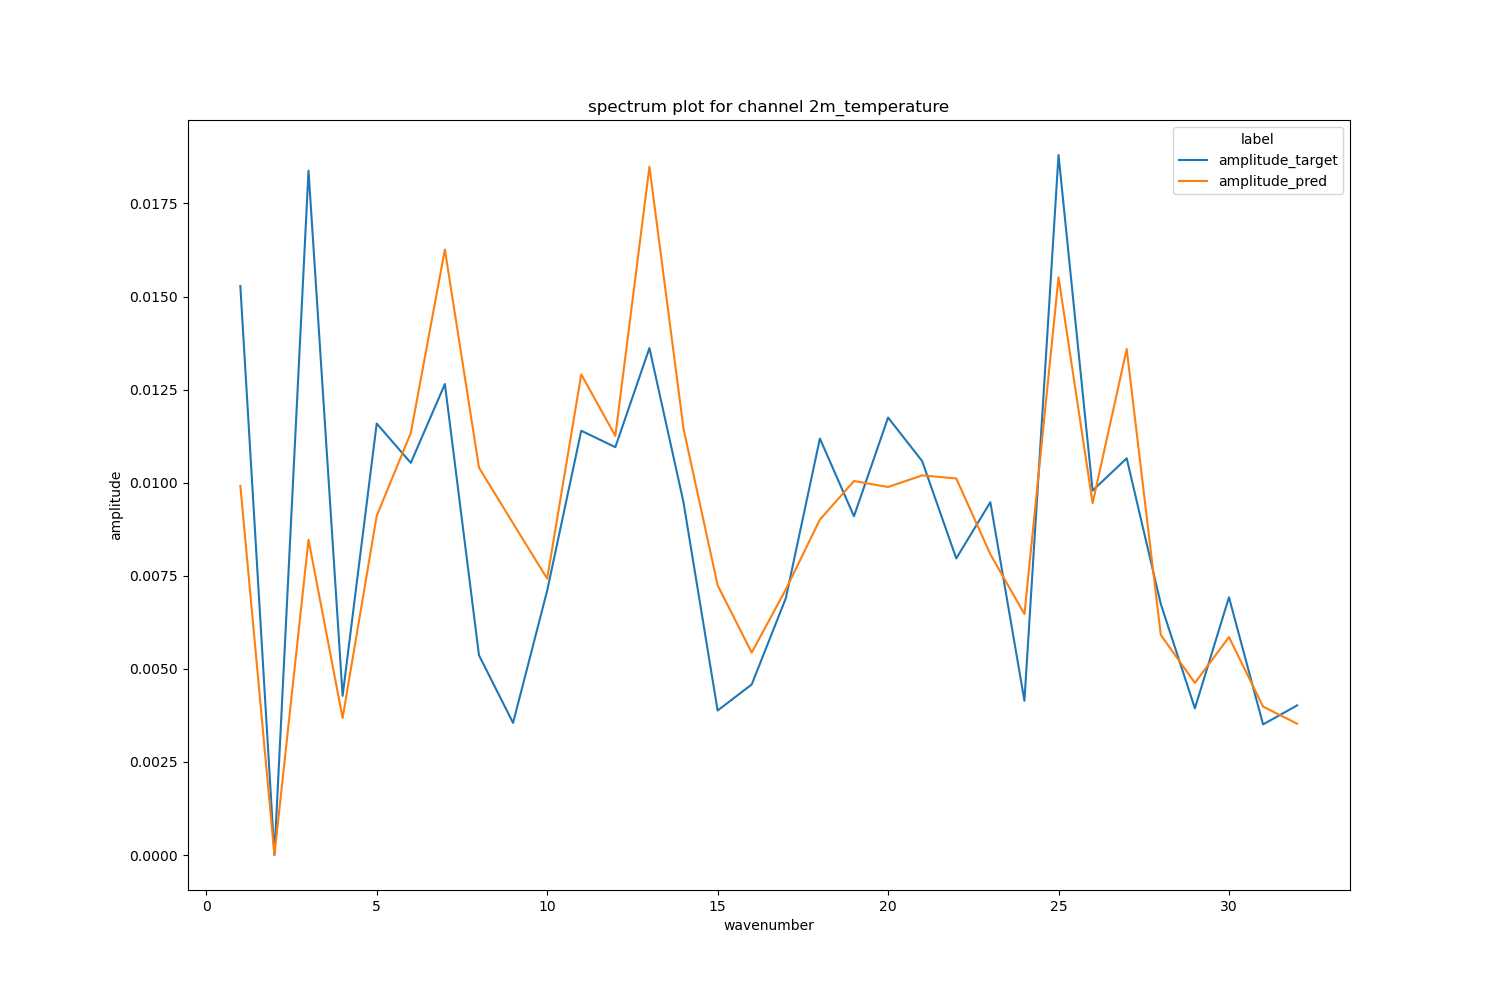 spectrum plot for channel 2m_temperature
label
amplitude_target
amplitude_pred
amplitude
0.0175
0.0150
0.0125
0.0100
0.0075
0.0050
0.0025
0.0000
0 5 10 15 20 25 30
wavenumber